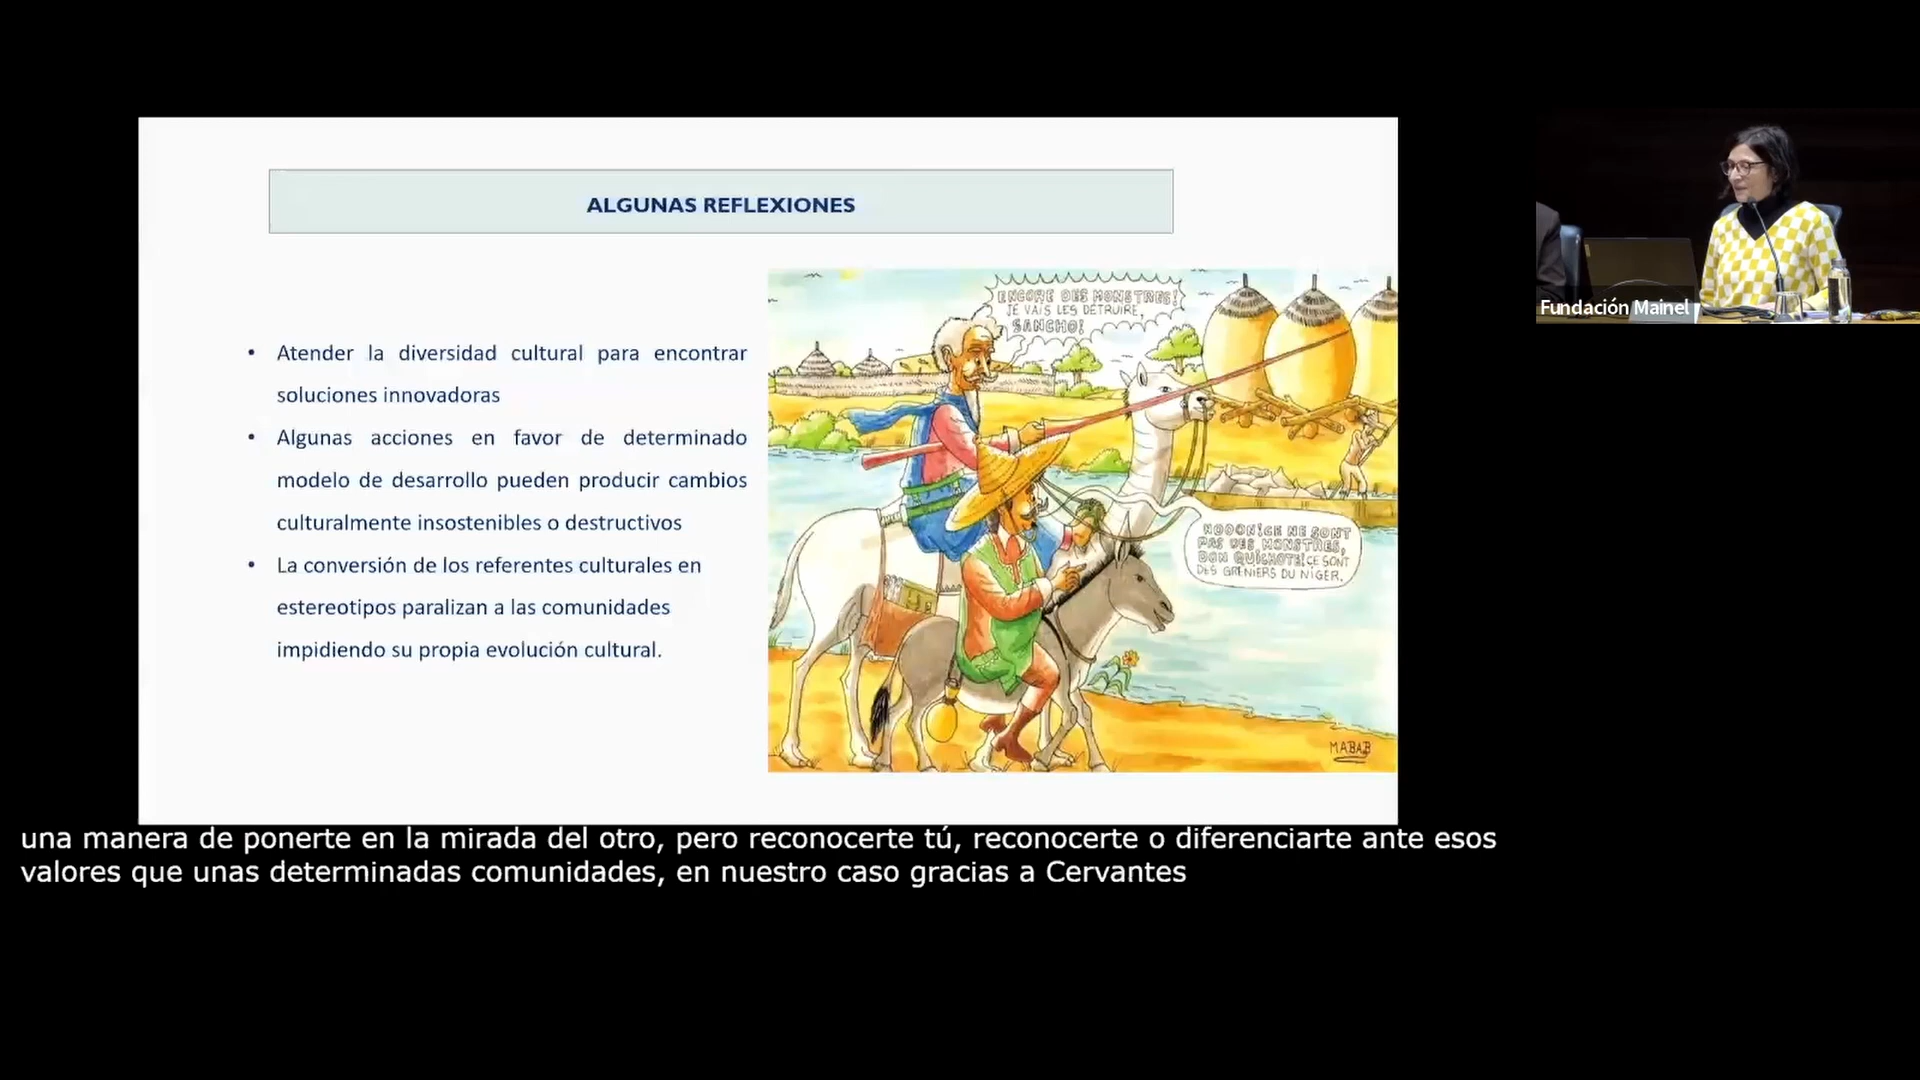 ALGUNAS REFLEXIONES
• Atender la diversidad cultural para encontrar
soluciones innovadoras
• Algunas acciones en favor de determinado
modelo de desarrollo pueden producir cambios
culturalmente insostenibles o destructivos
• La conversión de los referentes culturales en
estereotipos paralizan a las comunidades
impidiendo su propia evolución cultural.
ENCORE DES MONSTRES!
JE VAIS LES DÉTRUIRE,
SANCHO!
NOOON! CE NE SONT
PAS DES MONSTRES,
DON QUICHOTE! CE SONT
DES GRENIERS DU NIGER.
MABAB
Fundación Mainel
una manera de ponerte en la mirada del otro, pero reconocerte tú, reconocerte o diferenciarte ante esos
valores que unas determinadas comunidades, en nuestro caso gracias a Cervantes